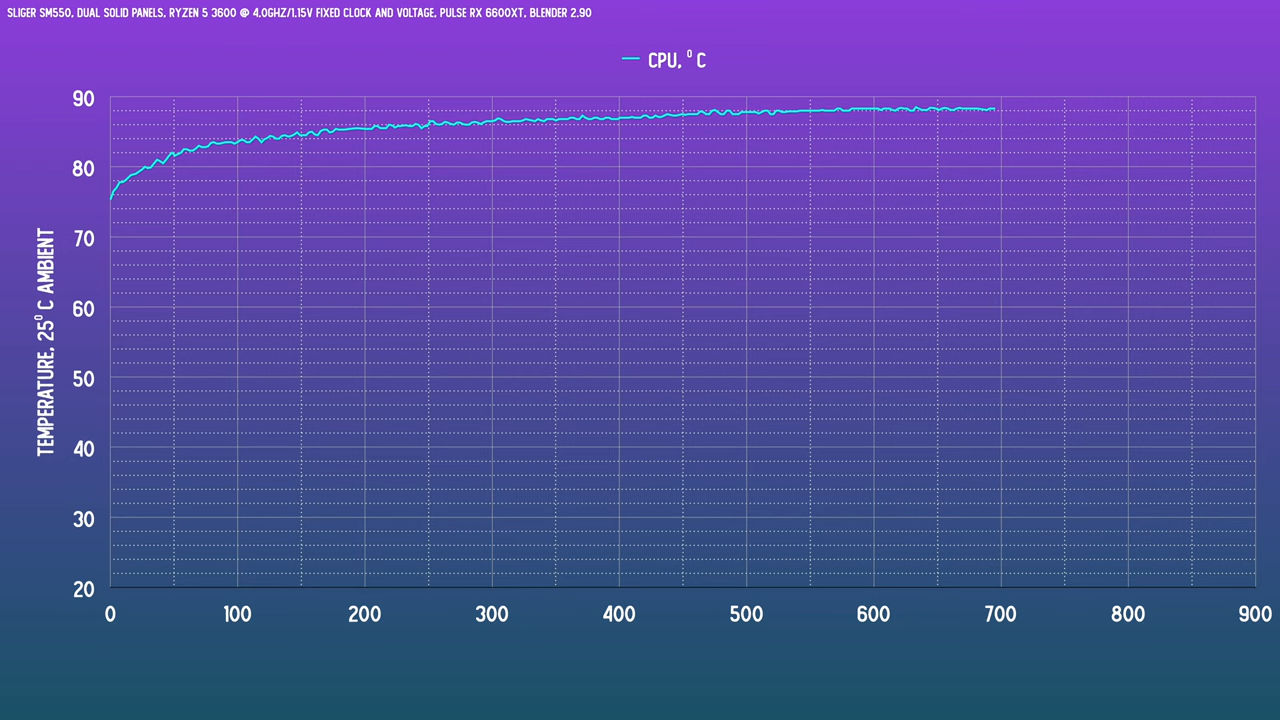 SLIGER SM550, DUAL SOLID PANELS, RYZEN 5 3600 @ 4.0GHZ/1.15V FIXED CLOCK AND VOLTAGE, PULSE RX 6600XT, BLENDER 2.90
CPU, ⁰ C
TEMPERATURE, 25⁰ C AMBIENT
90
80
70
60
50
40
30
20
0 100 200 300 400 500 600 700 800 900